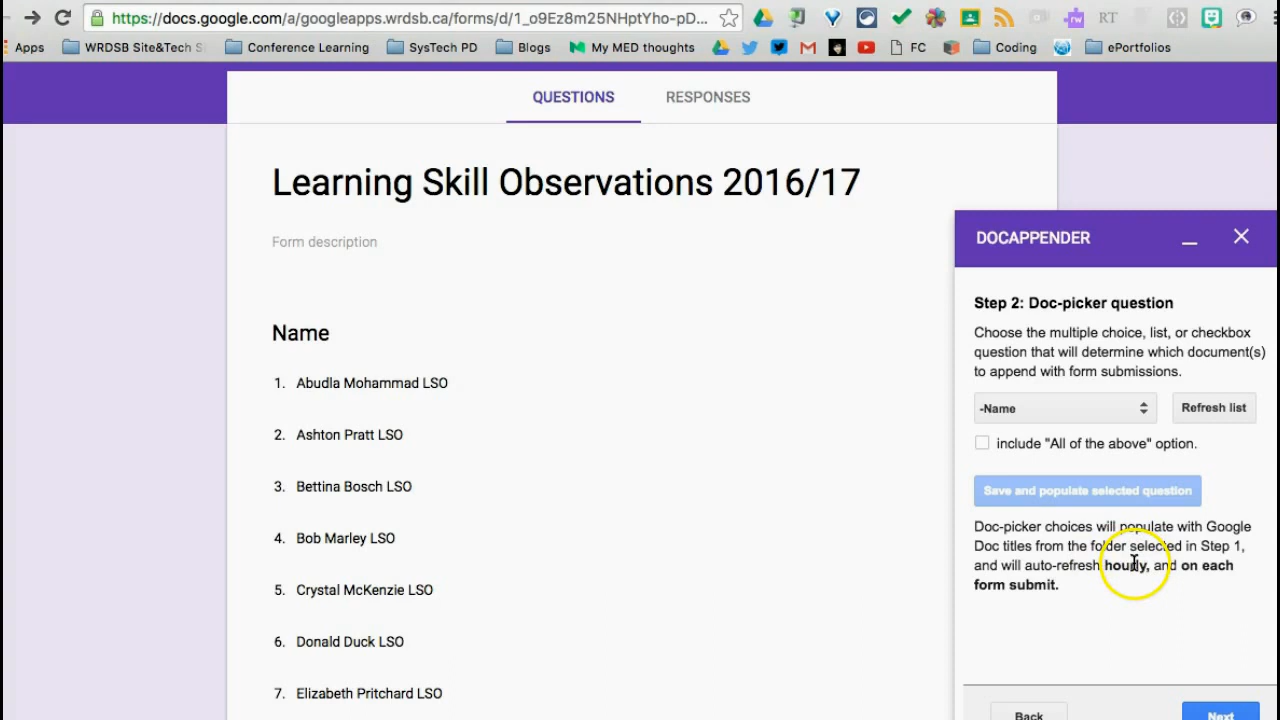 https://docs.google.com/a/googleapps.wrdsb.ca/forms/d/1_o9Ez8m25NHptYho-pD...
RT
Apps
WRDSB Site&Tech S
Conference Learning
SysTech PD
Blogs
My MED thoughts
FC
Coding
ePortfolios
QUESTIONS
RESPONSES
Learning Skill Observations 2016/17
Form description
Name
1. Abudla Mohammad LSO
2. Ashton Pratt LSO
3. Bettina Bosch LSO
4. Bob Marley LSO
5. Crystal McKenzie LSO
6. Donald Duck LSO
7. Elizabeth Pritchard LSO
DOCAPPENDER
Step 2: Doc-picker question
Choose the multiple choice, list, or checkbox
question that will determine which document(s)
to append with form submissions.
-Name
Refresh list
include "All of the above" option.
Save and populate selected question
Doc-picker choices will populate with Google
Doc titles from the folder selected in Step 1,
and will auto-refresh hourly, and on each
form submit.
Back
Next